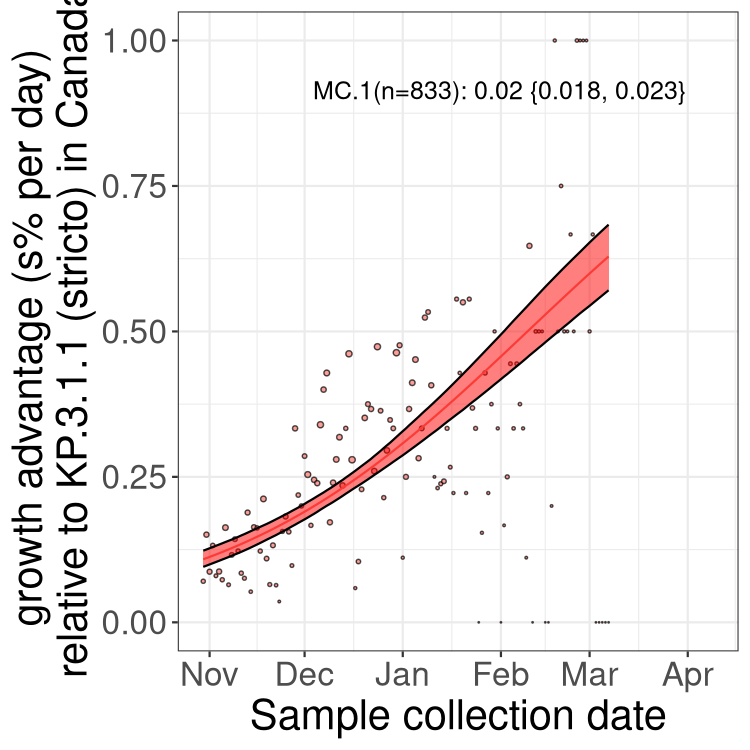 growth advantage (s% per day)
relative to KP.3.1.1 (stricto) in Canada
1.00
0.75
0.50
0.25
0.00
MC.1(n=833): 0.02 {0.018, 0.023}
Nov Dec Jan Feb Mar Apr
Sample collection date